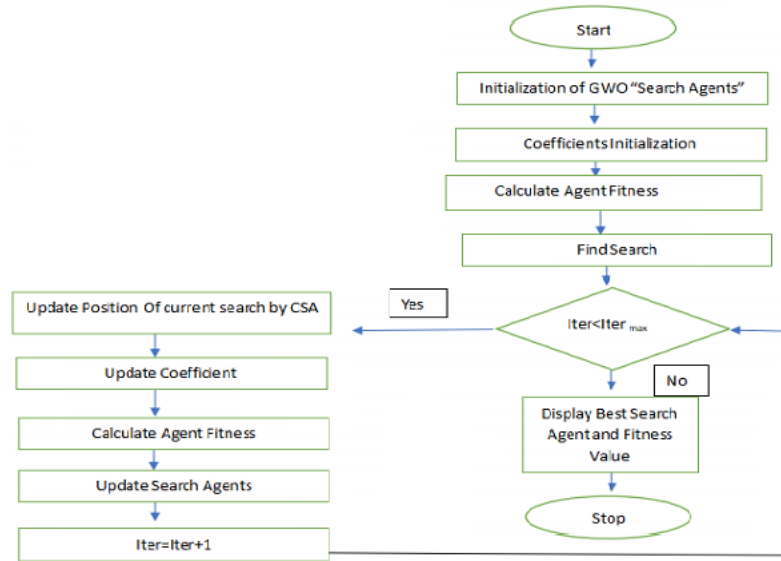 Start
Initialization of GWO “Search Agents”
Coefficients Initialization
Calculate Agent Fitness
Find Search
Iter<Iter max
Yes
No
Update Position Of current search by CSA
Update Coefficient
Calculate Agent Fitness
Update Search Agents
Iter=Iter+1
Display Best Search
Agent and Fitness
Value
Stop